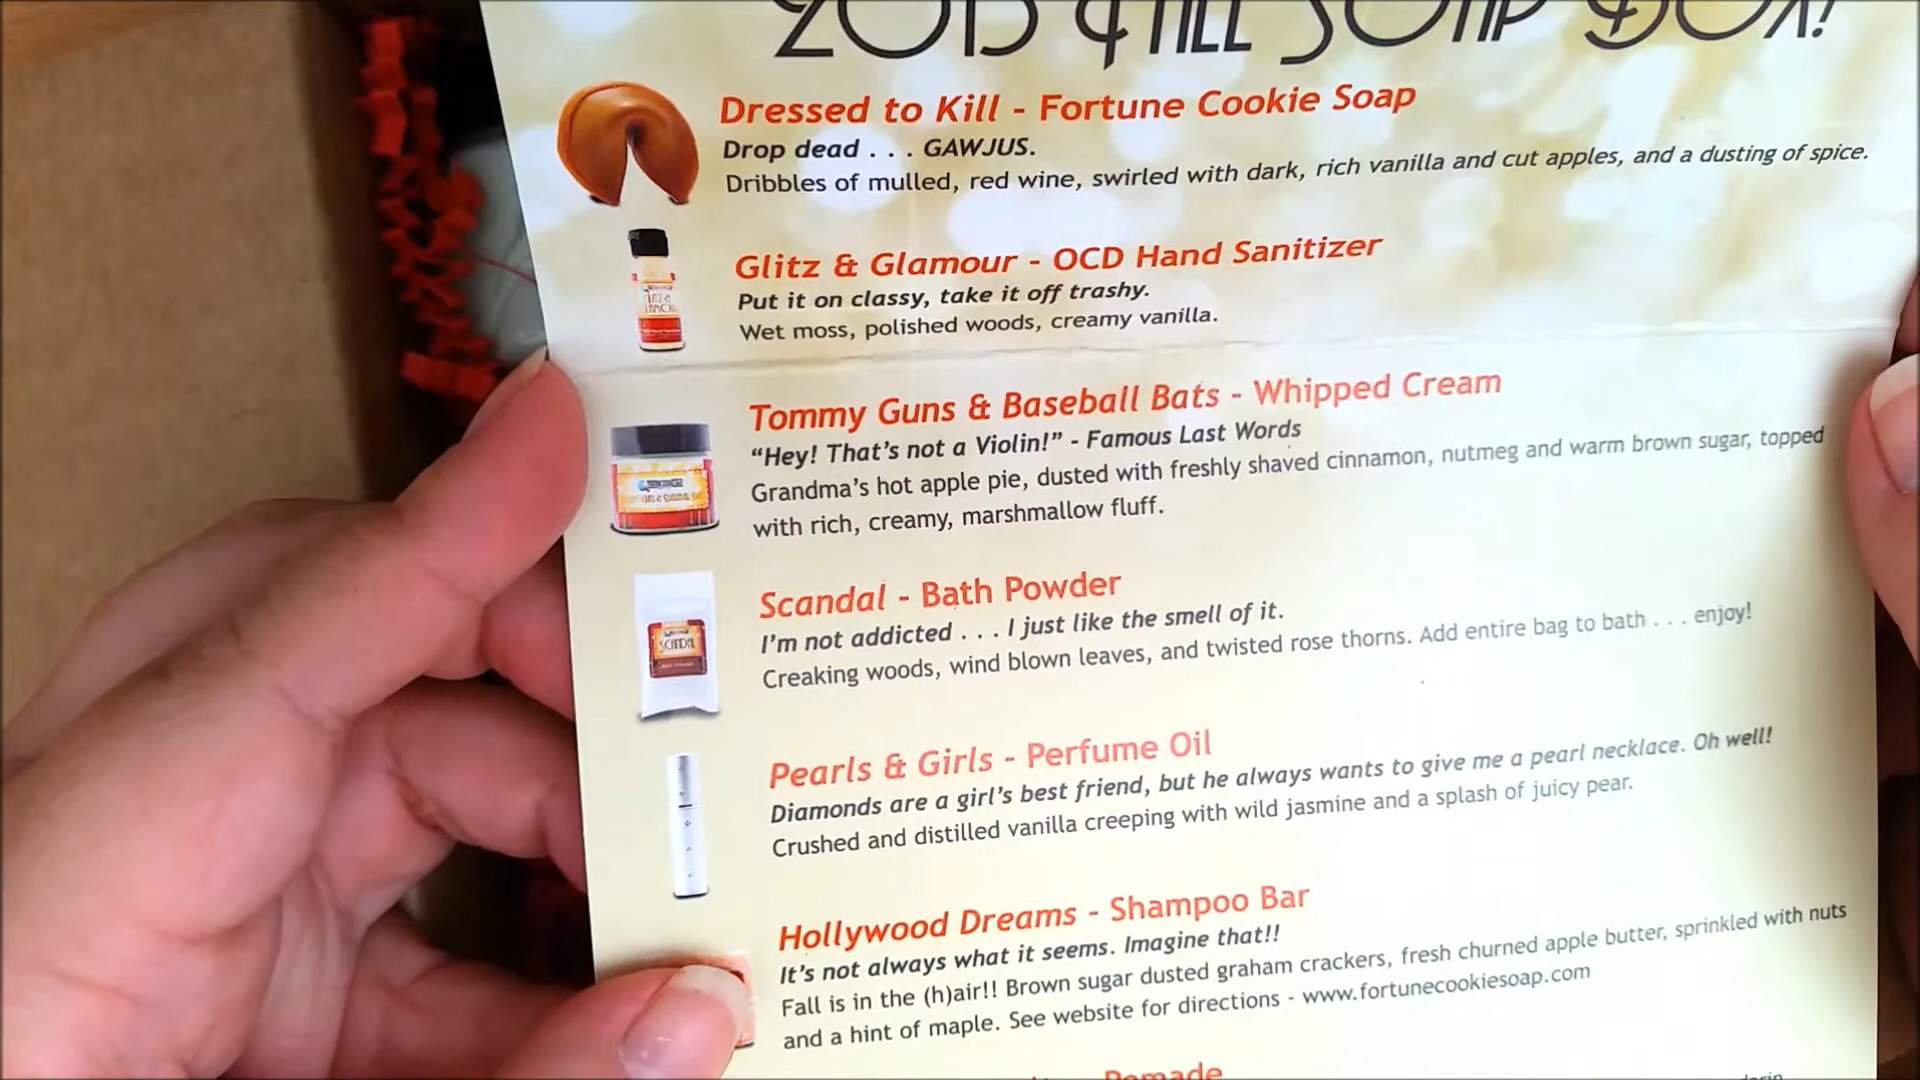 2015 FALL SOAP BOX!
Dressed to Kill - Fortune Cookie Soap
Drop dead . . . GAWJUS.
Dribbles of mulled, red wine, swirled with dark, rich vanilla and cut apples, and a dusting of spice.
Glitz & Glamour - OCD Hand Sanitizer
Put it on classy, take it off trashy.
Wet moss, polished woods, creamy vanilla.
Tommy Guns & Baseball Bats - Whipped Cream
"Hey! That's not a Violin!" - Famous Last Words
Grandma's hot apple pie, dusted with freshly shaved cinnamon, nutmeg and warm brown sugar, topped
with rich, creamy, marshmallow fluff.
Scandal - Bath Powder
SCANDAL
I'm not addicted . . . I just like the smell of it.
Creaking woods, wind blown leaves, and twisted rose thorns. Add entire bag to bath . . . enjoy!
Pearls & Girls - Perfume Oil
Diamonds are a girl's best friend, but he always wants to give me a pearl necklace. Oh well!
Crushed and distilled vanilla creeping with wild jasmine and a splash of juicy pear.
Hollywood Dreams - Shampoo Bar
It's not always what it seems. Imagine that!!
Fall is in the (h)air!! Brown sugar dusted graham crackers, fresh churned apple butter, sprinkled with nuts
and a hint of maple. See website for directions - www.fortunecookiesoap.com
Pomade